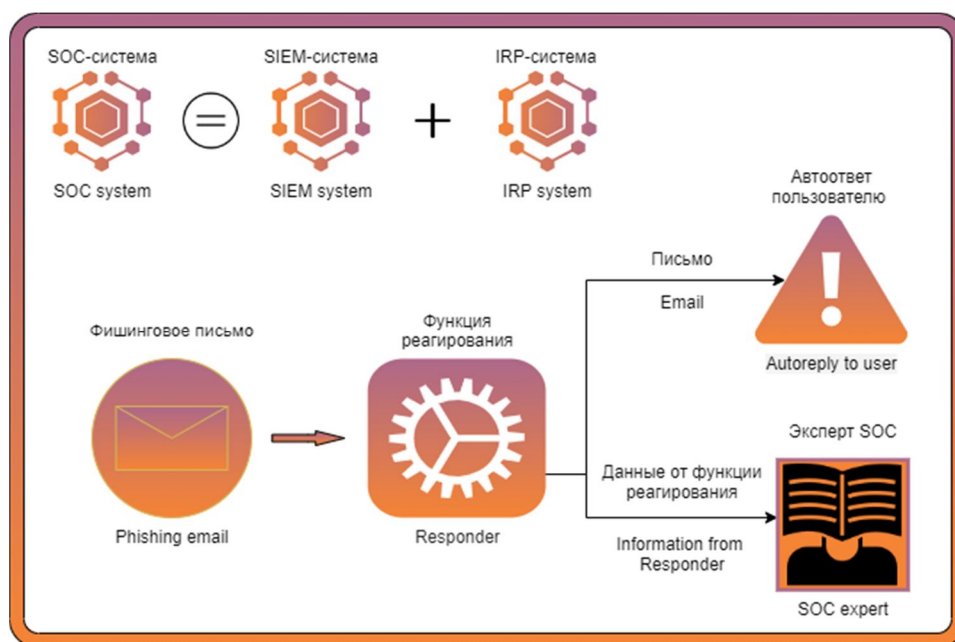 SOC-система
SIEM-система
IRP-система
SOC system
SIEM system
IRP system
Автоответ
пользователю
Письмо
Email
Autoreply to user
Фишинговое письмо
Phishing email
Функция
реагирования
Responder
Эксперт SOC
Данные от функции
реагирования
Information from
Responder
SOC expert